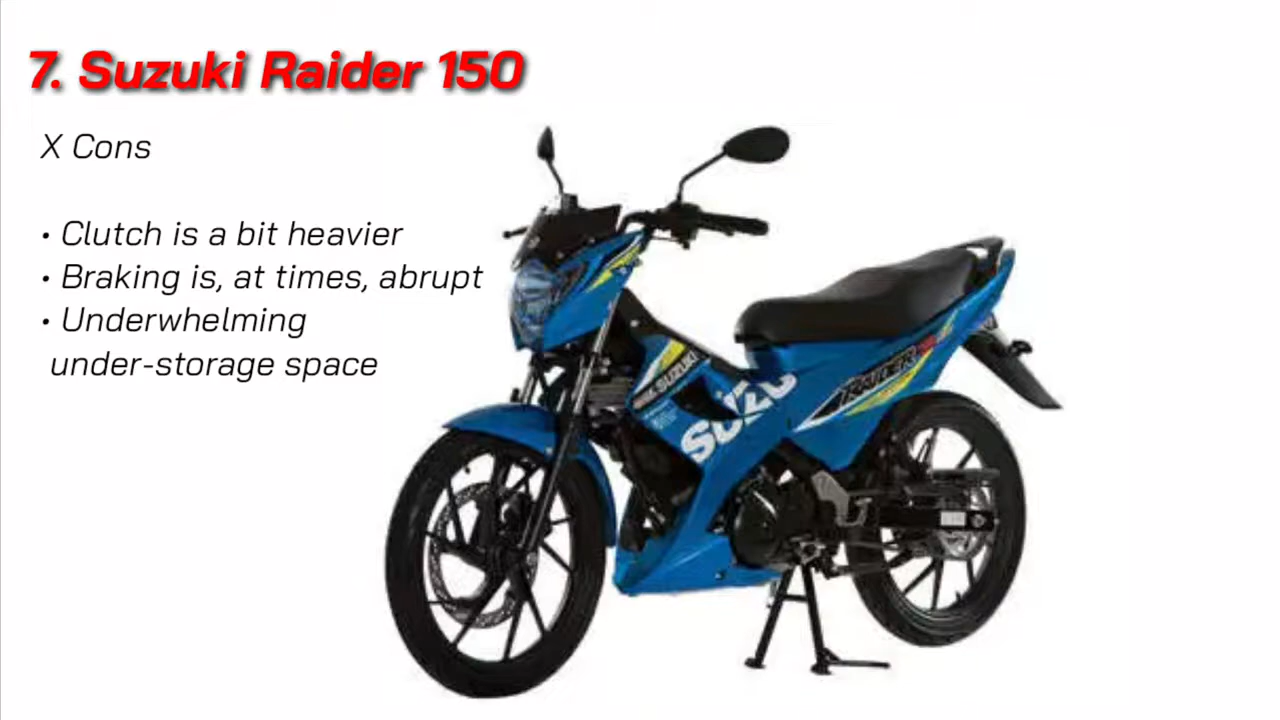 7. Suzuki Raider 150
X Cons
• Clutch is a bit heavier
• Braking is, at times, abrupt
• Underwhelming
under-storage space
SUZUKI
SUZU
RAIDER